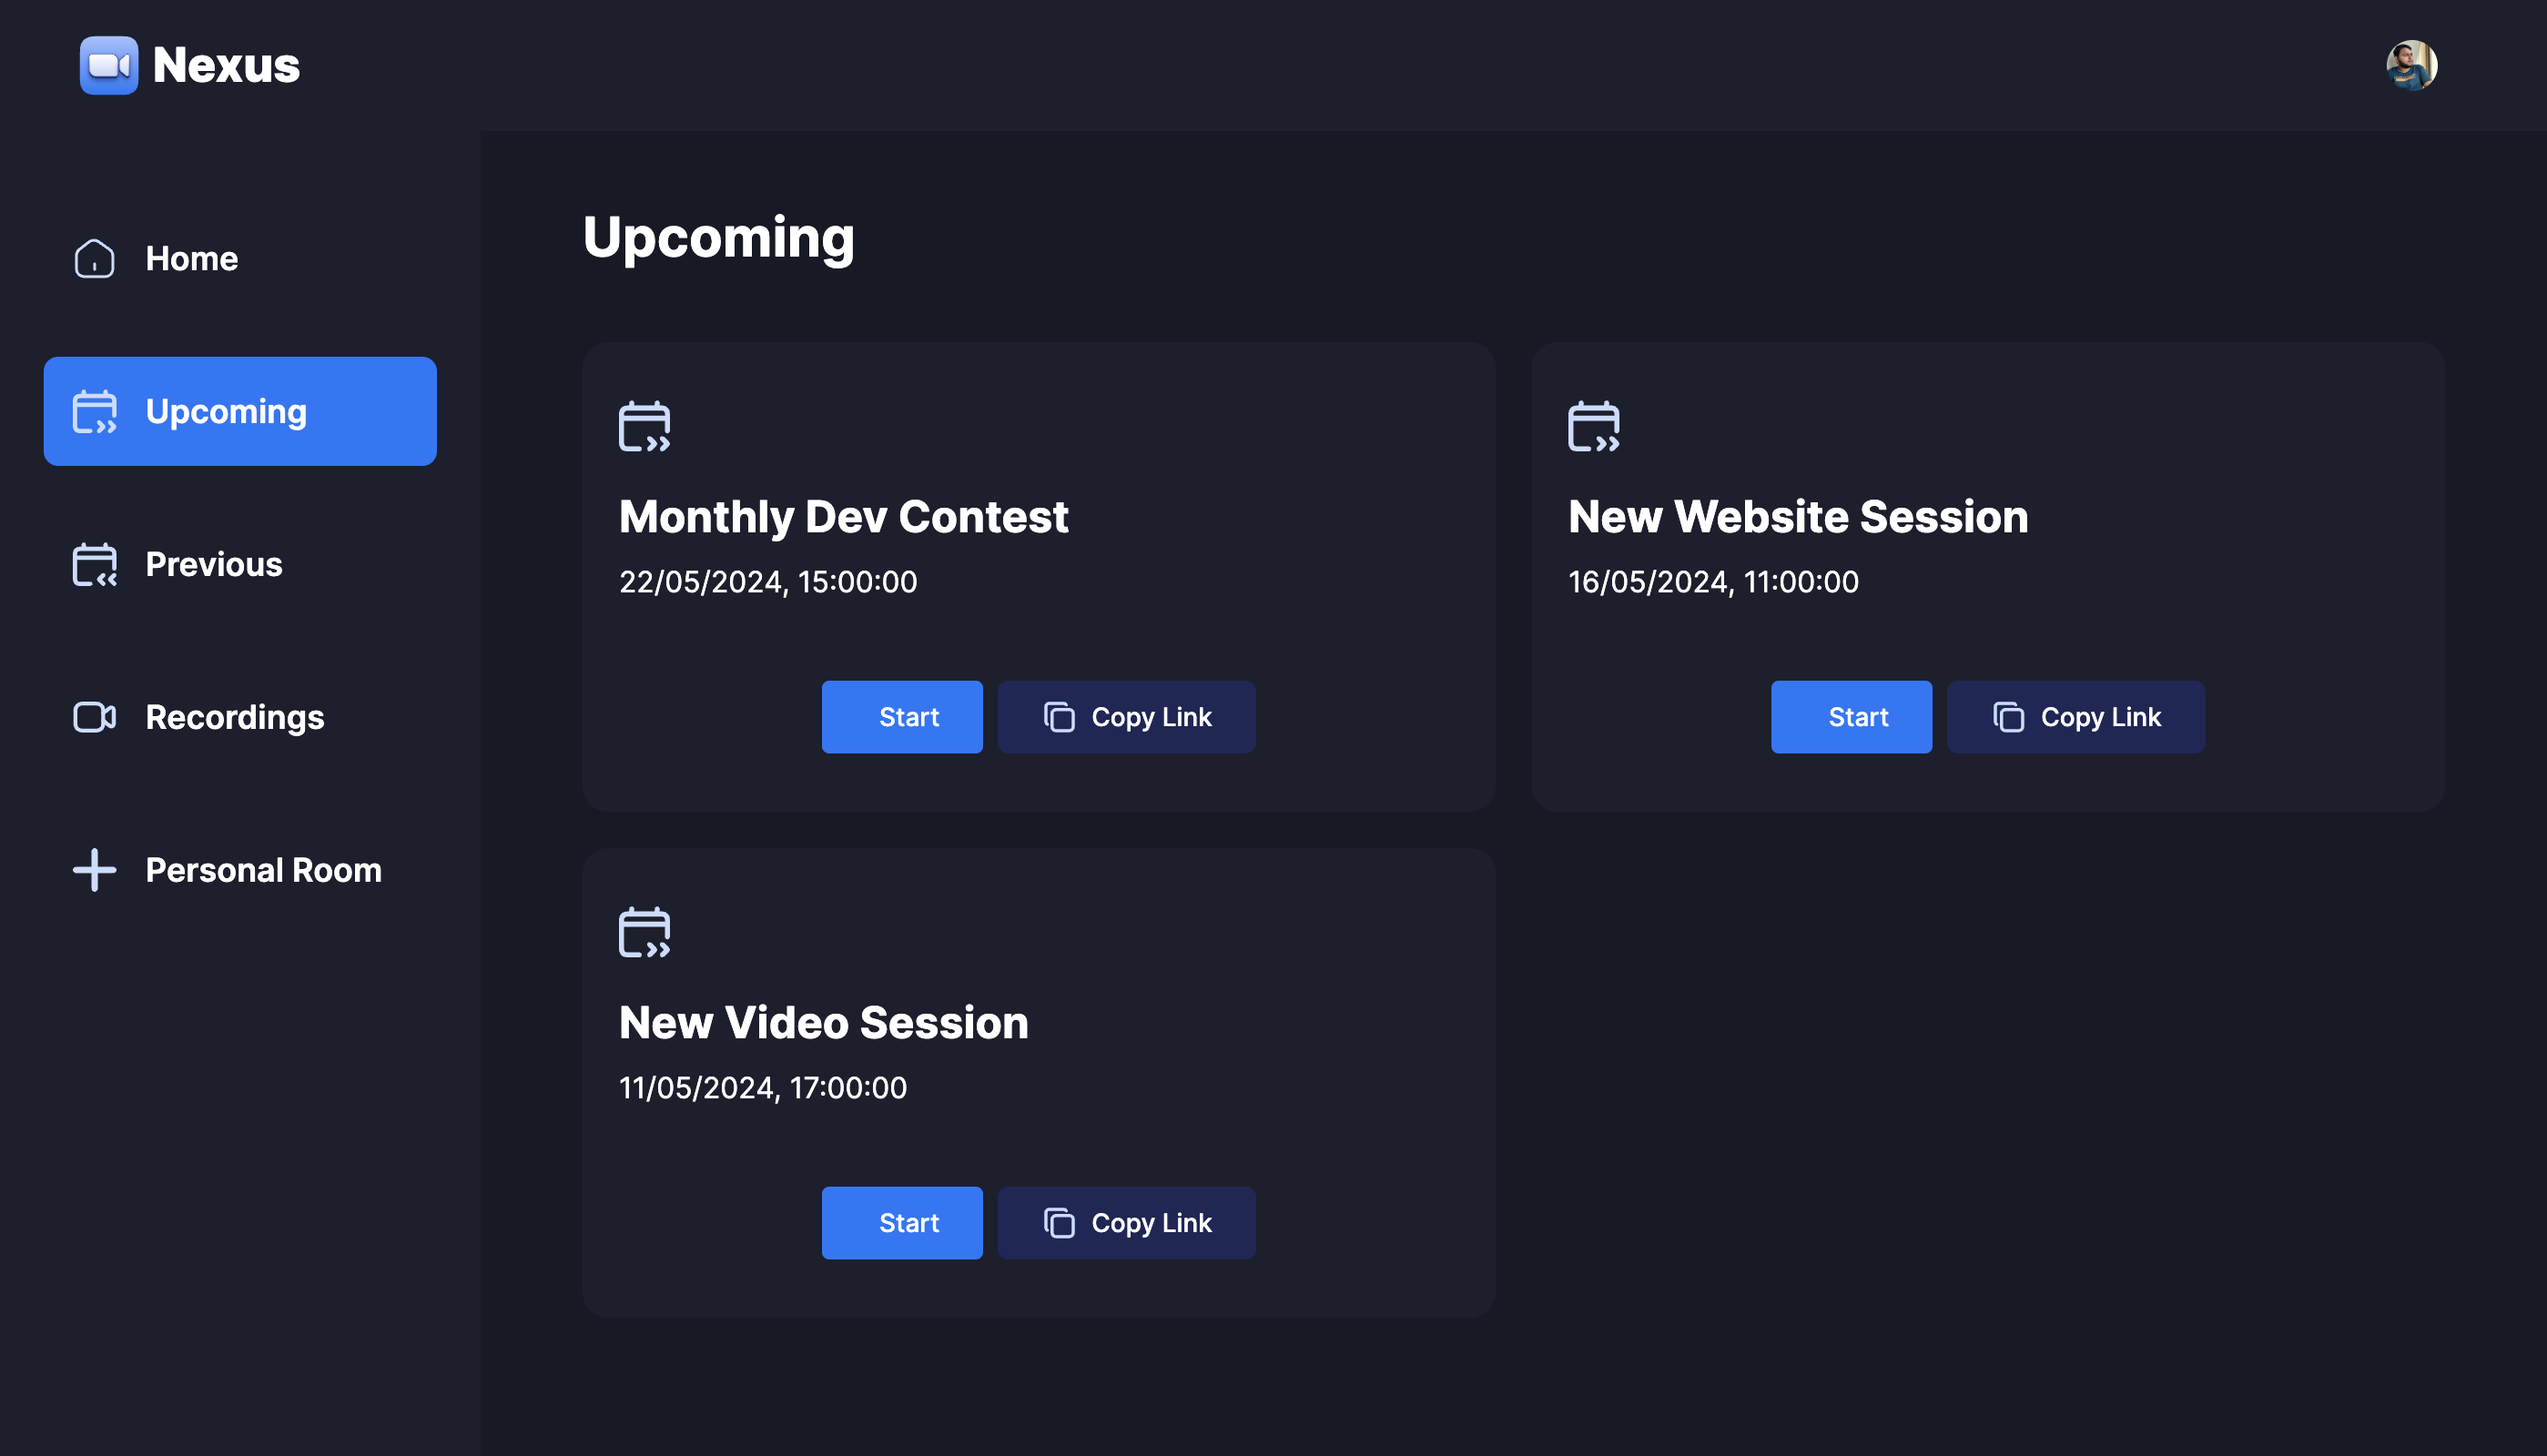 Nexus
Home
Upcoming
Previous
Recordings
Personal Room
Upcoming
Monthly Dev Contest
22/05/2024, 15:00:00
Start
Copy Link
New Website Session
16/05/2024, 11:00:00
Start
Copy Link
New Video Session
11/05/2024, 17:00:00
Start
Copy Link